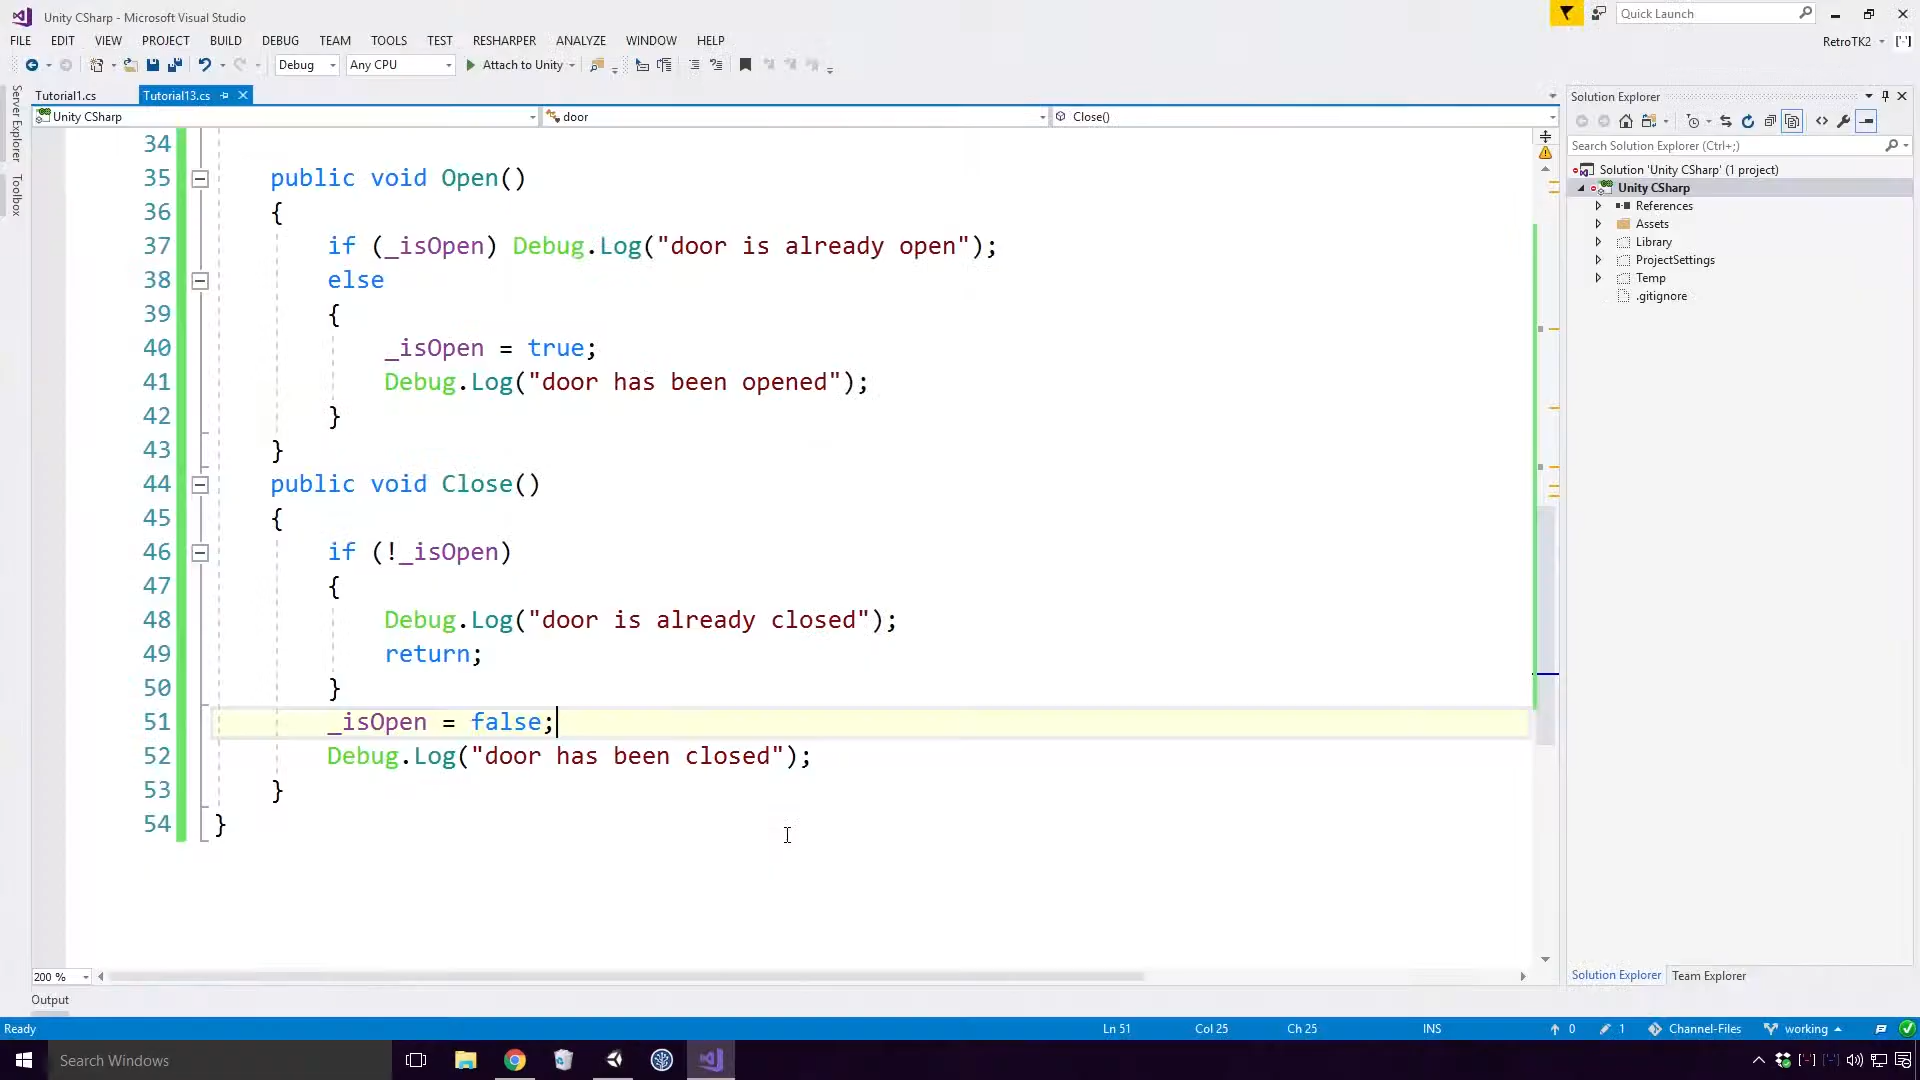 Unity CSharp - Microsoft Visual Studio
Quick Launch
FILE EDIT VIEW PROJECT BUILD DEBUG TEAM TOOLS TEST RESHARPER ANALYZE WINDOW HELP
RetroTK2
Debug Any CPU Attach to Unity
Tutorial1.cs Tutorial13.cs
Unity CSharp door Close()
Server Explorer
Toolbox
34
35 public void Open()
36 {
37 if (_isOpen) Debug.Log("door is already open");
38 else
39 {
40 _isOpen = true;
41 Debug.Log("door has been opened");
42 }
43 }
44 public void Close()
45 {
46 if (!_isOpen)
47 {
48 Debug.Log("door is already closed");
49 return;
50 }
51 _isOpen = false;
52 Debug.Log("door has been closed");
53 }
54 }
Solution Explorer
Search Solution Explorer (Ctrl+;)
Solution 'Unity CSharp' (1 project)
Unity CSharp
References
Assets
Library
ProjectSettings
Temp
.gitignore
Solution Explorer Team Explorer
200 %
Output
Ready Ln 51 Col 25 Ch 25 INS 0 1 Channel-Files working
Search Windows